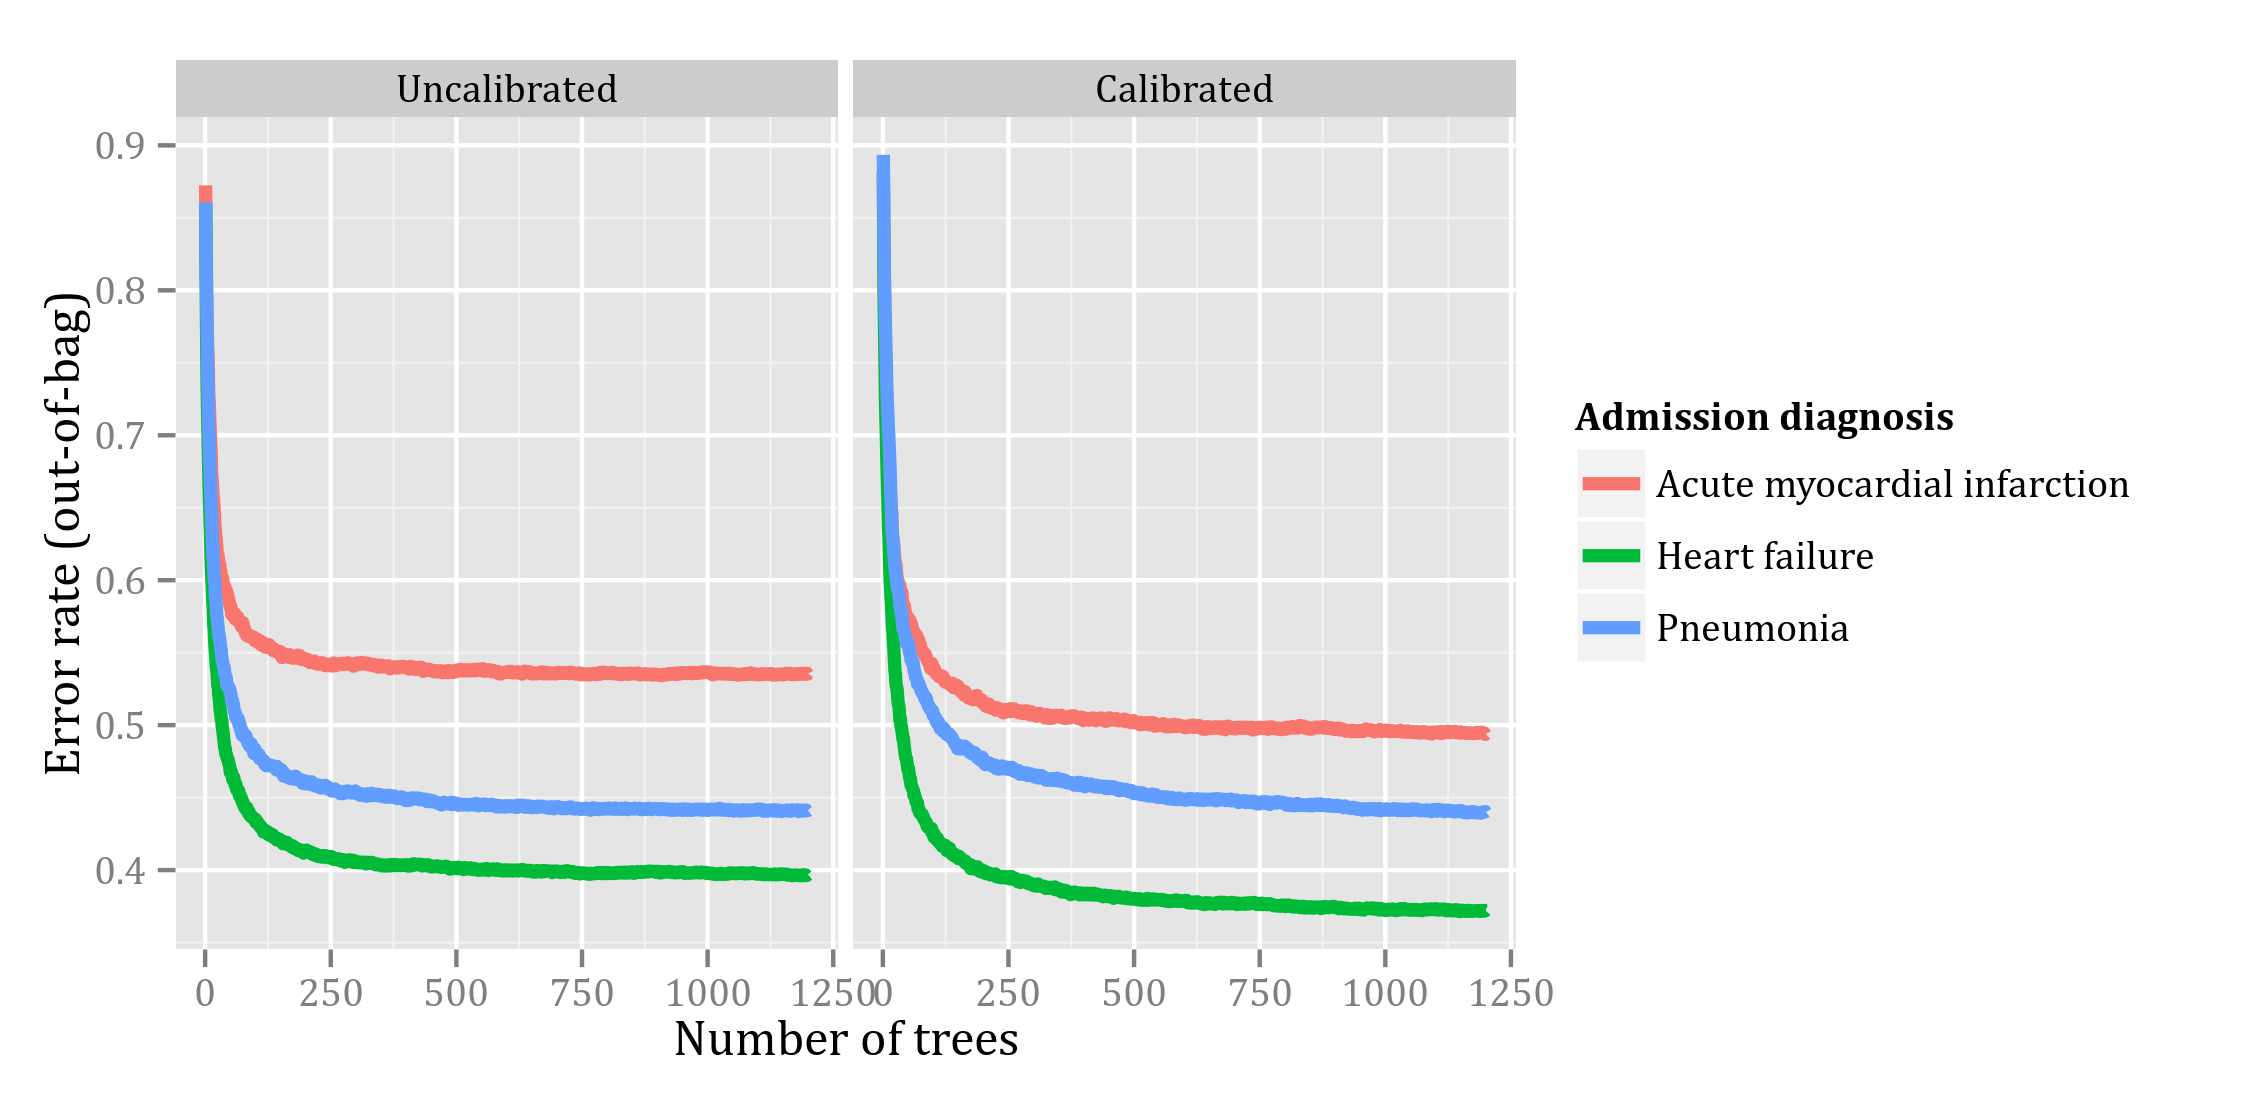 Uncalibrated
Calibrated
0.9
0.8
0.7
0.6
0.5
0.4
Error rate (out-of-bag)
0 250 500 750 1000 1250
0 250 500 750 1000 1250
Number of trees
Admission diagnosis
Acute myocardial infarction
Heart failure
Pneumonia